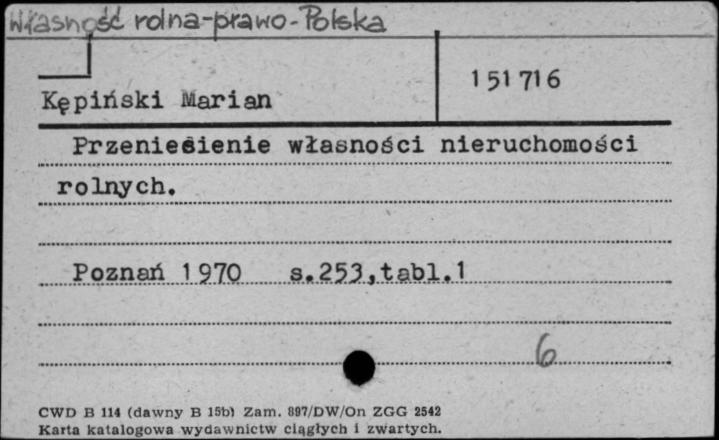 Własność rolna-prawo-Polska
151716
Kępiński Marian
Przeniesienie własności nieruchomości
rolnych.
Poznań 1970 s.253,tabl.1
6
CWD B 114 (dawny B 15b) Zam. 897/DW/On ZGG 2542
Karta katalogowa wydawnictw ciągłych i zwartych.